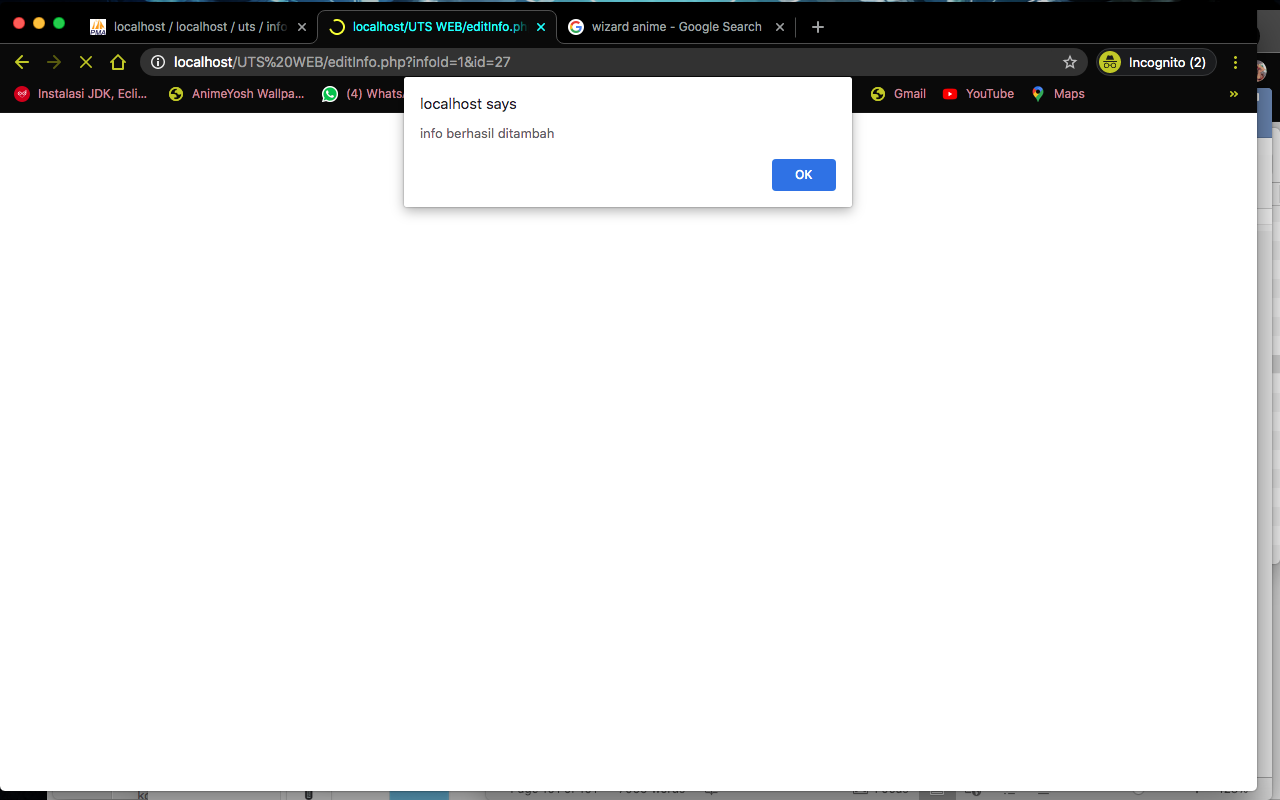 localhost / localhost / uts / info
localhost/UTS WEB/editInfo.ph
wizard anime - Google Search
localhost/UTS%20WEB/editInfo.php?infoId=1&id=27
Incognito (2)
Instalasi JDK, Ecli...
AnimeYosh Wallpa...
(4) Whats
Gmail
YouTube
Maps
localhost says
info berhasil ditambah
OK